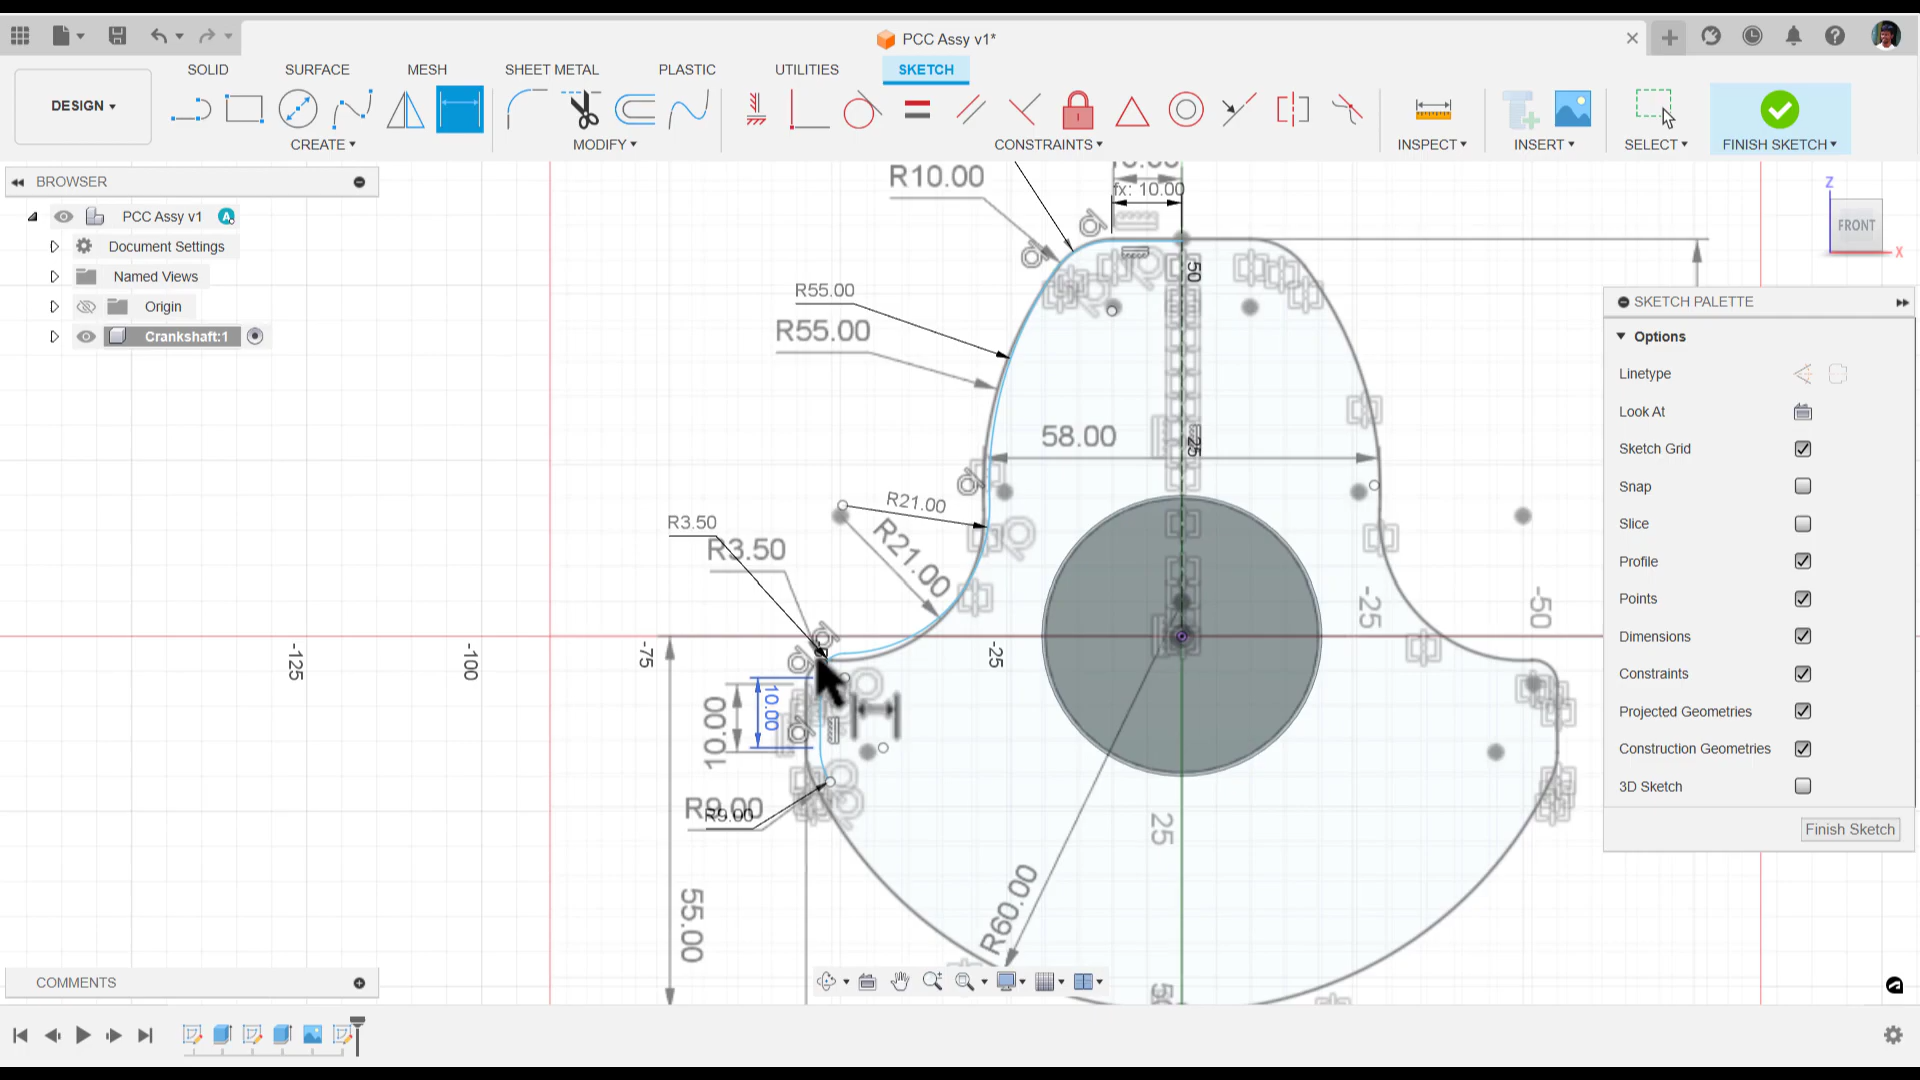 PCC Assy v1*
SOLID SURFACE MESH SHEET METAL PLASTIC UTILITIES SKETCH
DESIGN
CREATE MODIFY CONSTRAINTS INSPECT INSERT SELECT FINISH SKETCH
BROWSER
PCC Assy v1
Document Settings
Named Views
Origin
Crankshaft:1
R10.00
fx: 10.00
R55.00
R55.00
50
58.00
25
R21.00
R21.00
R3.50
R3.50
-125
-100
-75
-25
-25
-50
10.00
10.00
R9.00
R9.00
25
55.00
R60.00
Z
FRONT
X
SKETCH PALETTE
Options
Linetype
Look At
Sketch Grid
Snap
Slice
Profile
Points
Dimensions
Constraints
Projected Geometries
Construction Geometries
3D Sketch
Finish Sketch
COMMENTS